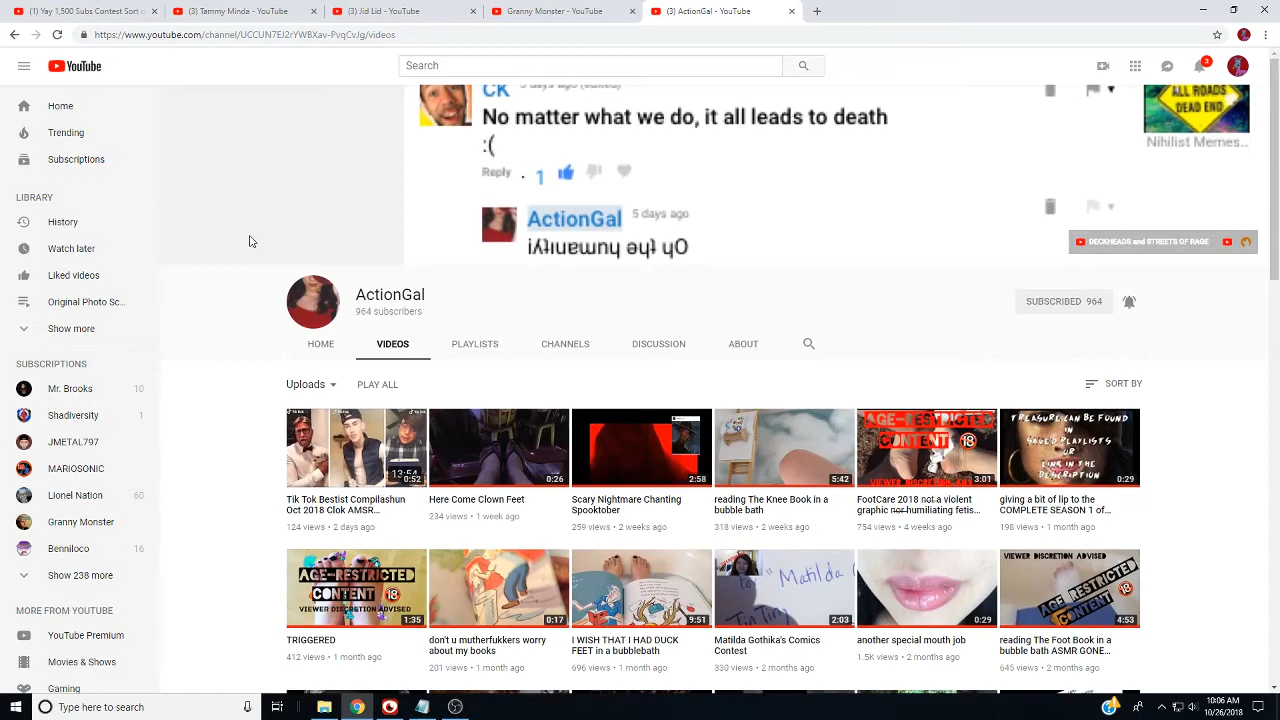 (1) Yay 1,500 Subs Contest Sort o
(3) Tammy Minda - YouTube
(3) Jid Lid - YouTube
Granny Monster - YouTube
(3) ActionGal - YouTube
https://www.youtube.com/channel/UCCUN7EJ2rYWBXav-PvqCvJg/videos
YouTube
Search
3
Home
Trending
Subscriptions
LIBRARY
History
Watch later
Liked videos
Original Photo Sc...
Show more
SUBSCRIPTIONS
Mr. Brooks 10
Shadiversity 1
JMETAL797
MARIOSONIC
Lionel Nation 60
Granny Monster
Benniloco 16
MORE FROM YOUTUBE
YouTube Premium
Movies & Shows
Gaming
CK 5 days ago (edited)
No matter what we do, it all leads to death
:(
Reply 1
ActionGal 5 days ago
Oh the humanity!
ALL ROADS
DEAD END
Nihilist Memes...
DECKHEADS and STREETS OF RAGE
ActionGal
964 subscribers
SUBSCRIBED 964
HOME VIDEOS PLAYLISTS CHANNELS DISCUSSION ABOUT
Uploads PLAY ALL SORT BY
13:54
0:52
0:26
2:58
5:42
AGE-RESTRICTED
CONTENT 18
VIEWER DISCRETION ADVISED
3:01
TREASURE CAN BE FOUND
IN
SAVED PLAYLISTS
OR
LINK IN THE
DESCRIPTION
0:29
Tik Tok Bestist Compilashun
Oct 2018 Clok AMSR...
124 views • 2 days ago
Here Come Clown Feet
234 views • 1 week ago
Scary Nightmare Chanting
Spooktober
259 views • 2 weeks ago
reading The Knee Book in a
bubble bath
318 views • 2 weeks ago
FootCare 2018 not a violent
graphic nor humiliating fetis...
754 views • 4 weeks ago
giving a bit of lip to the
COMPLETE SEASON 1 of...
198 views • 1 month ago
AGE-RESTRICTED
CONTENT 18
VIEWER DISCRETION ADVISED
1:35
0:17
9:51
Matilda
2:03
0:29
VIEWER DISCRETION ADVISED
AGE RESTRICTED
CONTENT 18
4:53
TRIGGERED
412 views • 1 month ago
don't u mutherfukkers worry
about my books
201 views • 1 month ago
I WISH THAT I HAD DUCK
FEET in a bubblebath
696 views • 1 month ago
Matilda Gothika's Comics
Contest
330 views • 2 months ago
another special mouth job
1.5K views • 2 months ago
reading The Foot Book in a
bubble bath ASMR GONE...
645 views • 2 months ago
Type here to search
10:06 AM
10/26/2018